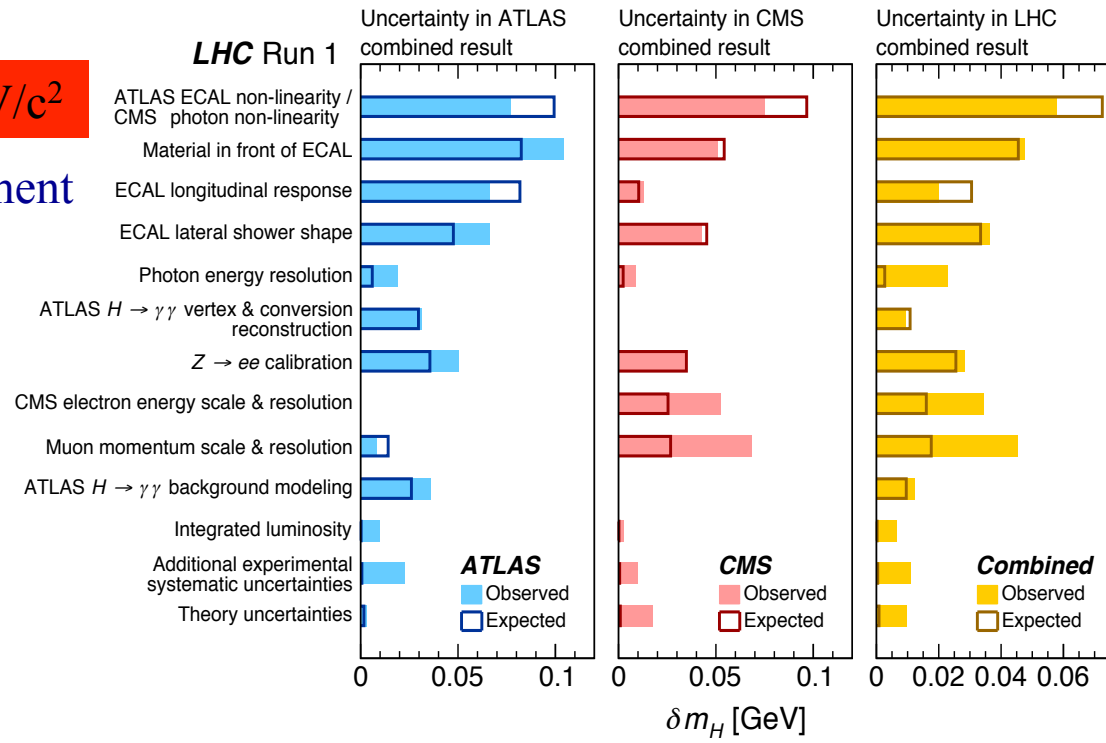 Uncertainty in ATLAS
combined result
Uncertainty in CMS
combined result
Uncertainty in LHC
combined result
LHC Run 1
V/c²
ment
ATLAS ECAL non-linearity /
CMS photon non-linearity
Material in front of ECAL
ECAL longitudinal response
ECAL lateral shower shape
Photon energy resolution
ATLAS H → γγ vertex & conversion
reconstruction
Z → ee calibration
CMS electron energy scale & resolution
Muon momentum scale & resolution
ATLAS H → γγ background modeling
Integrated luminosity
Additional experimental
systematic uncertainties
Theory uncertainties
ATLAS
Observed
Expected
CMS
Observed
Expected
Combined
Observed
Expected
0 0.05 0.1
0 0.05 0.1
0 0.02 0.04 0.06
δm_H [GeV]